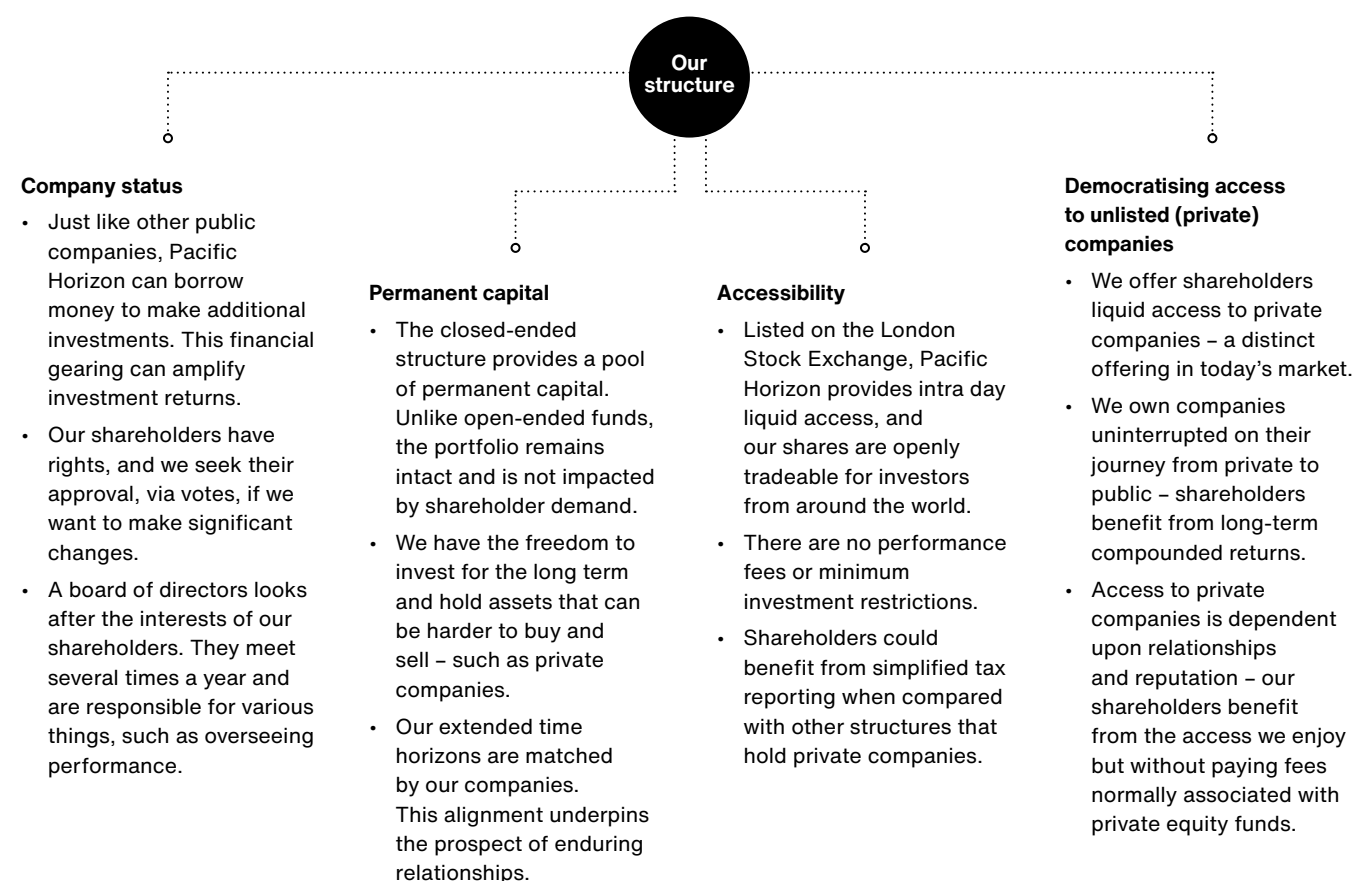 Our
structure
Company status
• Just like other public
companies, Pacific
Horizon can borrow
money to make additional
investments. This financial
gearing can amplify
investment returns.
• Our shareholders have
rights, and we seek their
approval, via votes, if we
want to make significant
changes.
• A board of directors looks
after the interests of our
shareholders. They meet
several times a year and
are responsible for various
things, such as overseeing
performance.
Permanent capital
• The closed-ended
structure provides a pool
of permanent capital.
Unlike open-ended funds,
the portfolio remains
intact and is not impacted
by shareholder demand.
• We have the freedom to
invest for the long term
and hold assets that can
be harder to buy and
sell – such as private
companies.
• Our extended time
horizons are matched
by our companies.
This alignment underpins
the prospect of enduring
relationships.
Accessibility
• Listed on the London
Stock Exchange, Pacific
Horizon provides intra day
liquid access, and
our shares are openly
tradeable for investors
from around the world.
• There are no performance
fees or minimum
investment restrictions.
• Shareholders could
benefit from simplified tax
reporting when compared
with other structures that
hold private companies.
Democratising access
to unlisted (private)
companies
• We offer shareholders
liquid access to private
companies – a distinct
offering in today’s market.
• We own companies
uninterrupted on their
journey from private to
public – shareholders
benefit from long-term
compounded returns.
• Access to private
companies is dependent
upon relationships
and reputation – our
shareholders benefit
from the access we enjoy
but without paying fees
normally associated with
private equity funds.